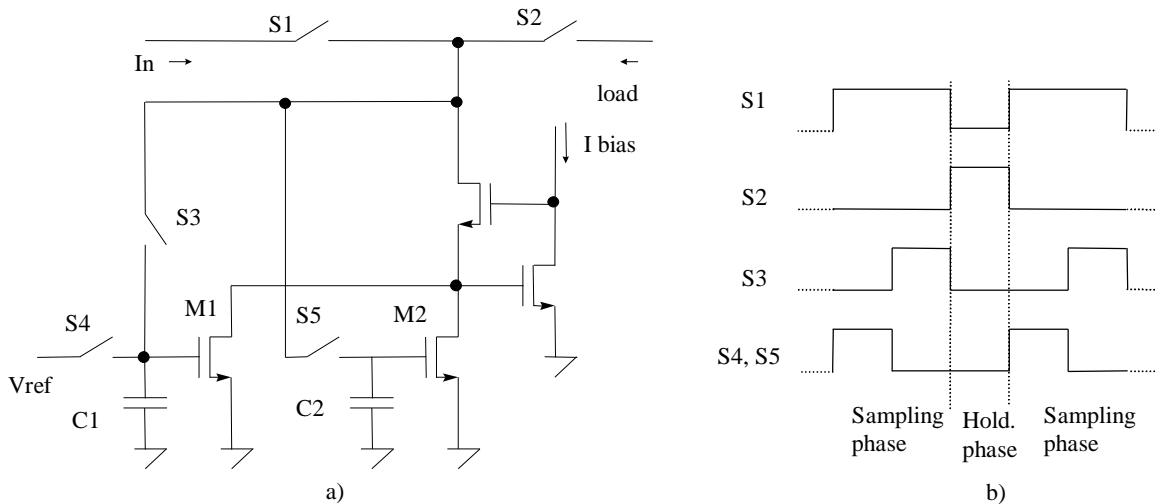 S1
S2
In
load
I bias
S3
S4
M1
S5
M2
Vref
C1
C2
a)
S1
S2
S3
S4, S5
Sampling
phase
Hold.
phase
Sampling
phase
b)